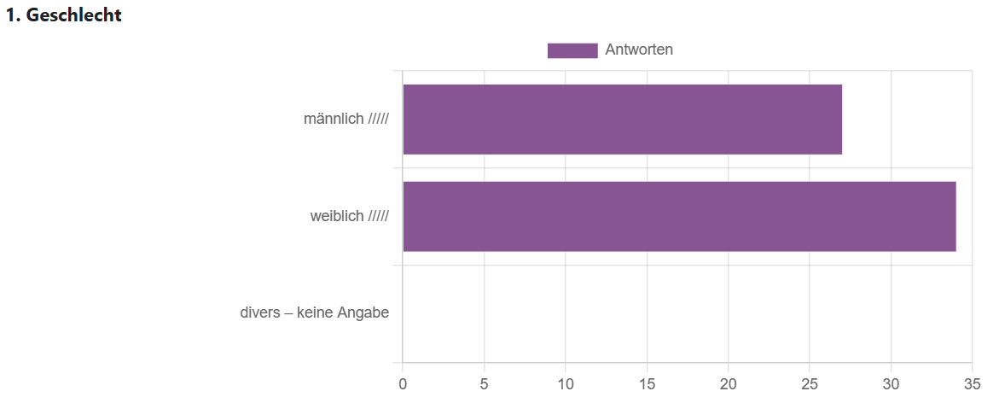 1. Geschlecht
Antworten
männlich /////
weiblich /////
divers – keine Angabe
0 5 10 15 20 25 30 35